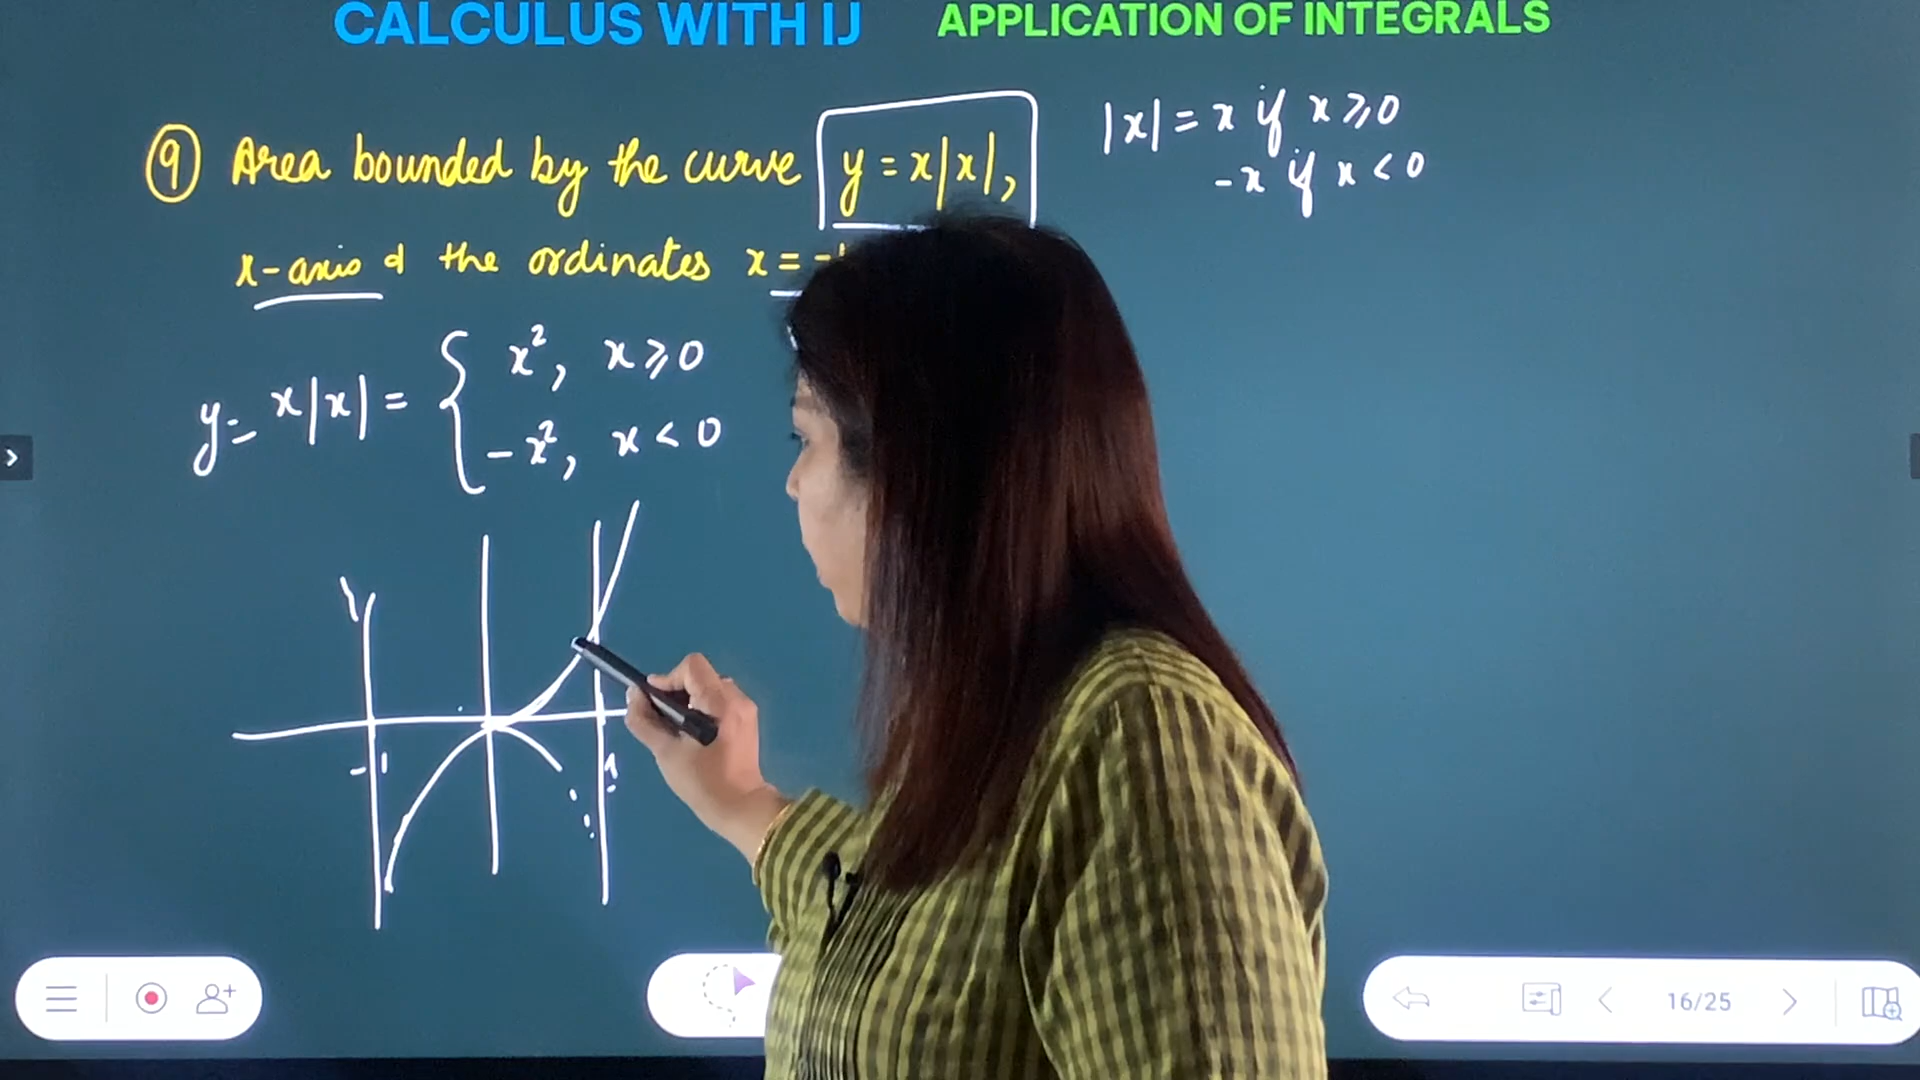 CALCULUS WITH IJ APPLICATION OF INTEGRALS
9 Area bounded by the curve y = x|x|,
x-axis & the ordinates x = -1
|x| = x if x ≥ 0
-x if x < 0
y = x|x| = { x², x ≥ 0
-x², x < 0
-1 1
16/25